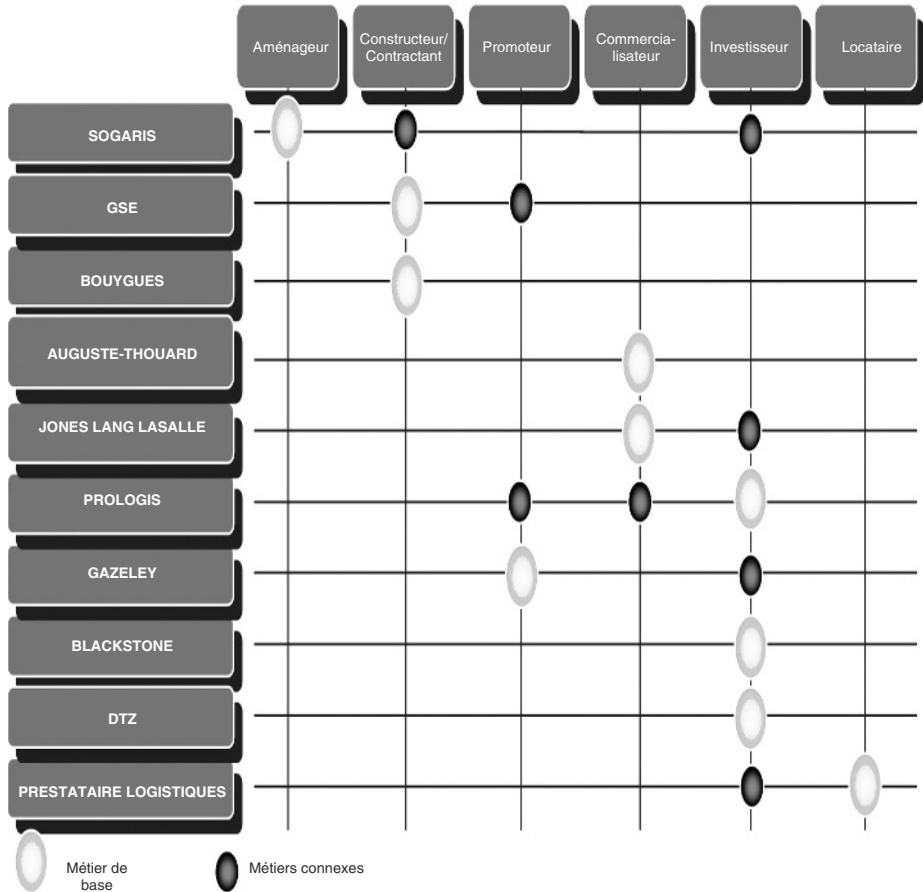 Aménageur
Constructeur/
Contractant
Promoteur
Commercia-
lisateur
Investisseur
Locataire
SOGARIS
GSE
BOUYGUES
AUGUSTE-THOUARD
JONES LANG LASALLE
PROLOGIS
GAZELEY
BLACKSTONE
DTZ
PRESTATAIRE LOGISTIQUES
Métier de
base
Métiers connexes